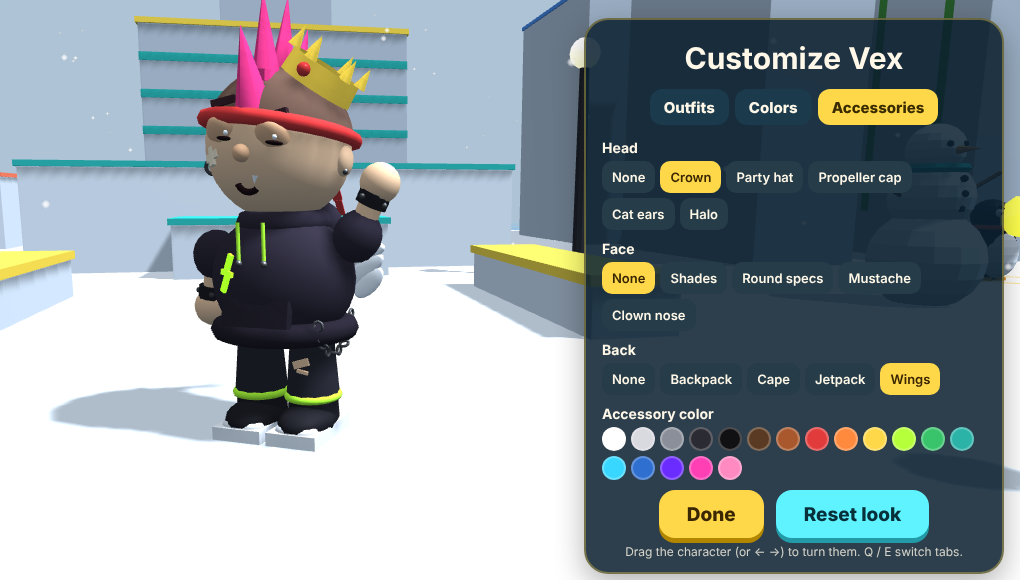 Customize Vex
Outfits Colors Accessories
Head
None Crown Party hat Propeller cap
Cat ears Halo
Face
None Shades Round specs Mustache
Clown nose
Back
None Backpack Cape Jetpack Wings
Accessory color
Done Reset look
Drag the character (or ← →) to turn them. Q / E switch tabs.